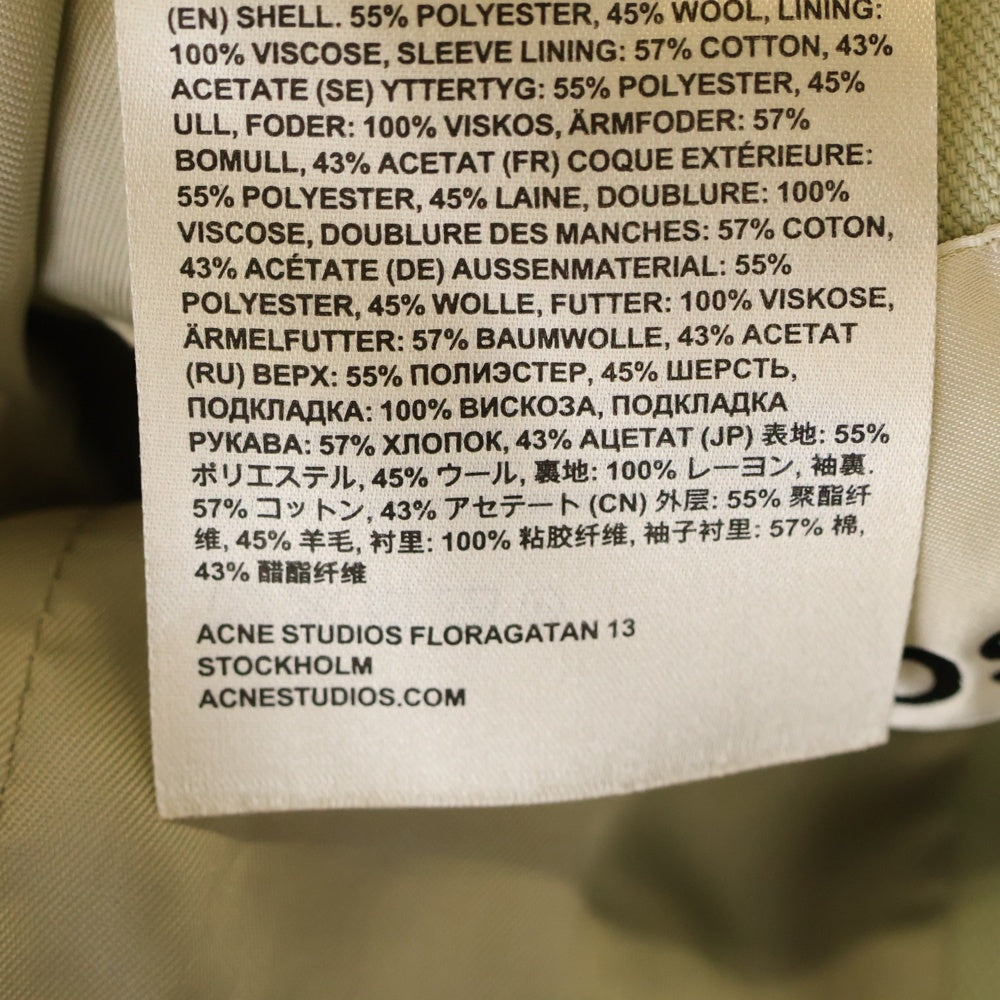 (EN) SHELL. 55% POLYESTER, 45% WOOL, LINING:
100% VISCOSE, SLEEVE LINING: 57% COTTON, 43%
ACETATE (SE) YTTERTYG: 55% POLYESTER, 45%
ULL, FODER: 100% VISKOS, ÄRMFODER: 57%
BOMULL, 43% ACETAT (FR) COQUE EXTÉRIEURE:
55% POLYESTER, 45% LAINE, DOUBLURE: 100%
VISCOSE, DOUBLURE DES MANCHES: 57% COTON,
43% ACÉTATE (DE) AUSSENMATERIAL: 55%
POLYESTER, 45% WOLLE, FUTTER: 100% VISKOSE,
ÄRMELFUTTER: 57% BAUMWOLLE, 43% ACETAT
(RU) ВЕРХ: 55% ПОЛИЭСТЕР, 45% ШЕРСТЬ,
ПОДКЛАДКА: 100% ВИСКОЗА, ПОДКЛАДКА
РУКАВА: 57% ХЛОПОК, 43% АЦЕТАТ (JP) 表地: 55%
ポリエステル, 45% ウール, 裏地: 100% レーヨン, 袖裏.
57% コットン, 43% アセテート (CN) 外层: 55% 聚酯纤
维, 45% 羊毛, 衬里: 100% 粘胶纤维, 袖子衬里: 57% 棉,
43% 醋酯纤维
ACNE STUDIOS FLORAGATAN 13
STOCKHOLM
ACNESTUDIOS.COM